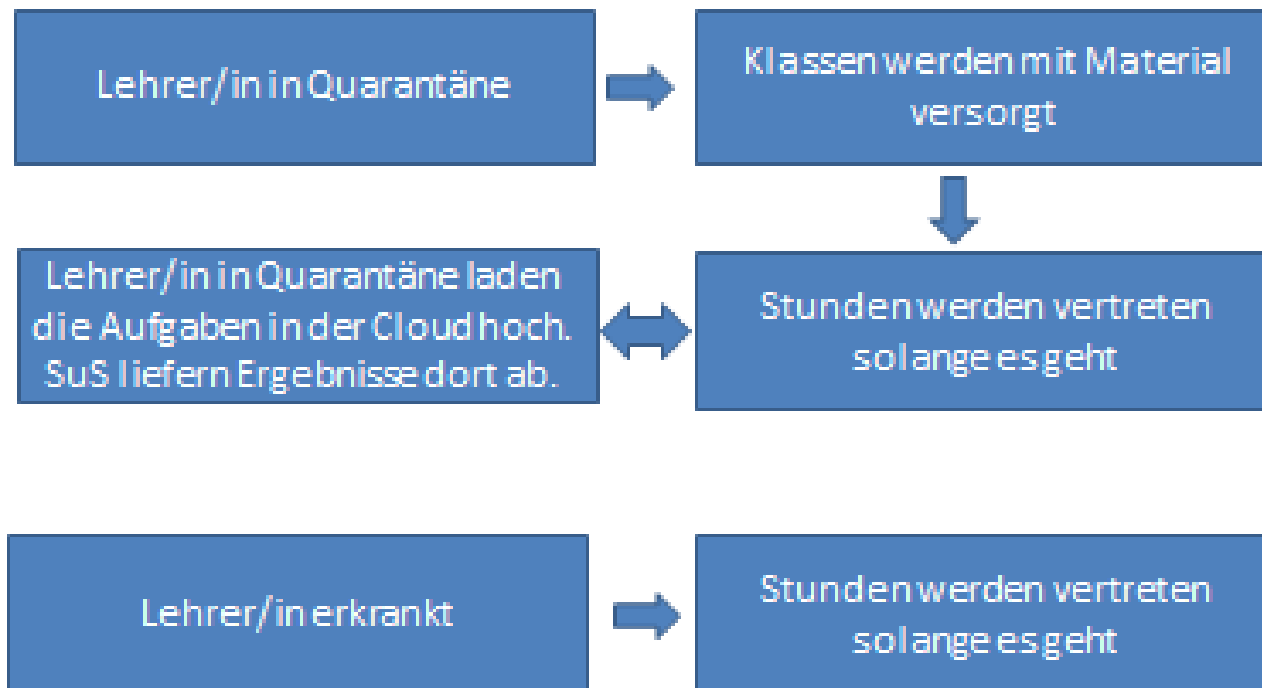 Lehrer/in in Quarantäne
Klassen werden mit Material
versorgt
Lehrer/in in Quarantäne laden
die Aufgaben in der Cloud hoch.
SuS liefern Ergebnisse dort ab.
Stunden werden vertreten
solange es geht
Lehrer/in erkrankt
Stunden werden vertreten
solange es geht